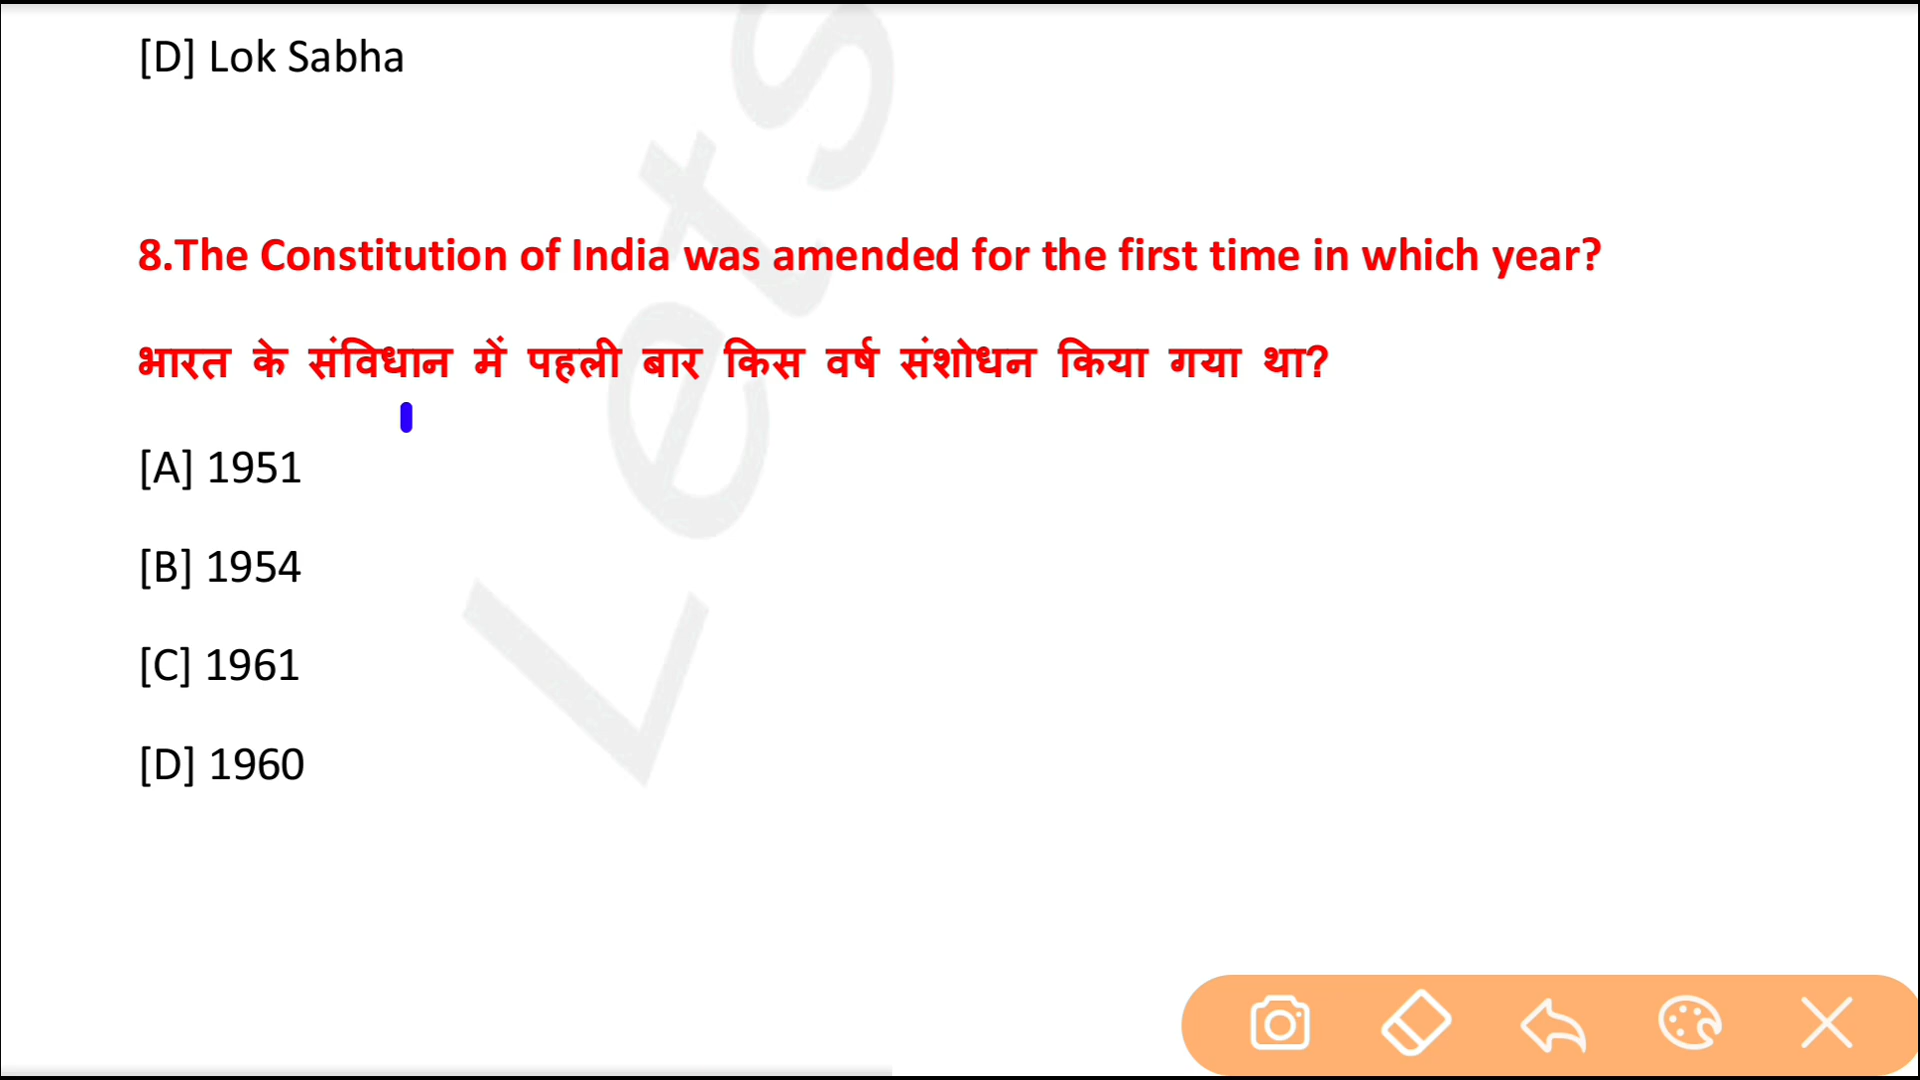 [D] Lok Sabha
8.The Constitution of India was amended for the first time in which year?
भारत के संविधान में पहली बार किस वर्ष संशोधन किया गया था?
[A] 1951
[B] 1954
[C] 1961
[D] 1960
Lets